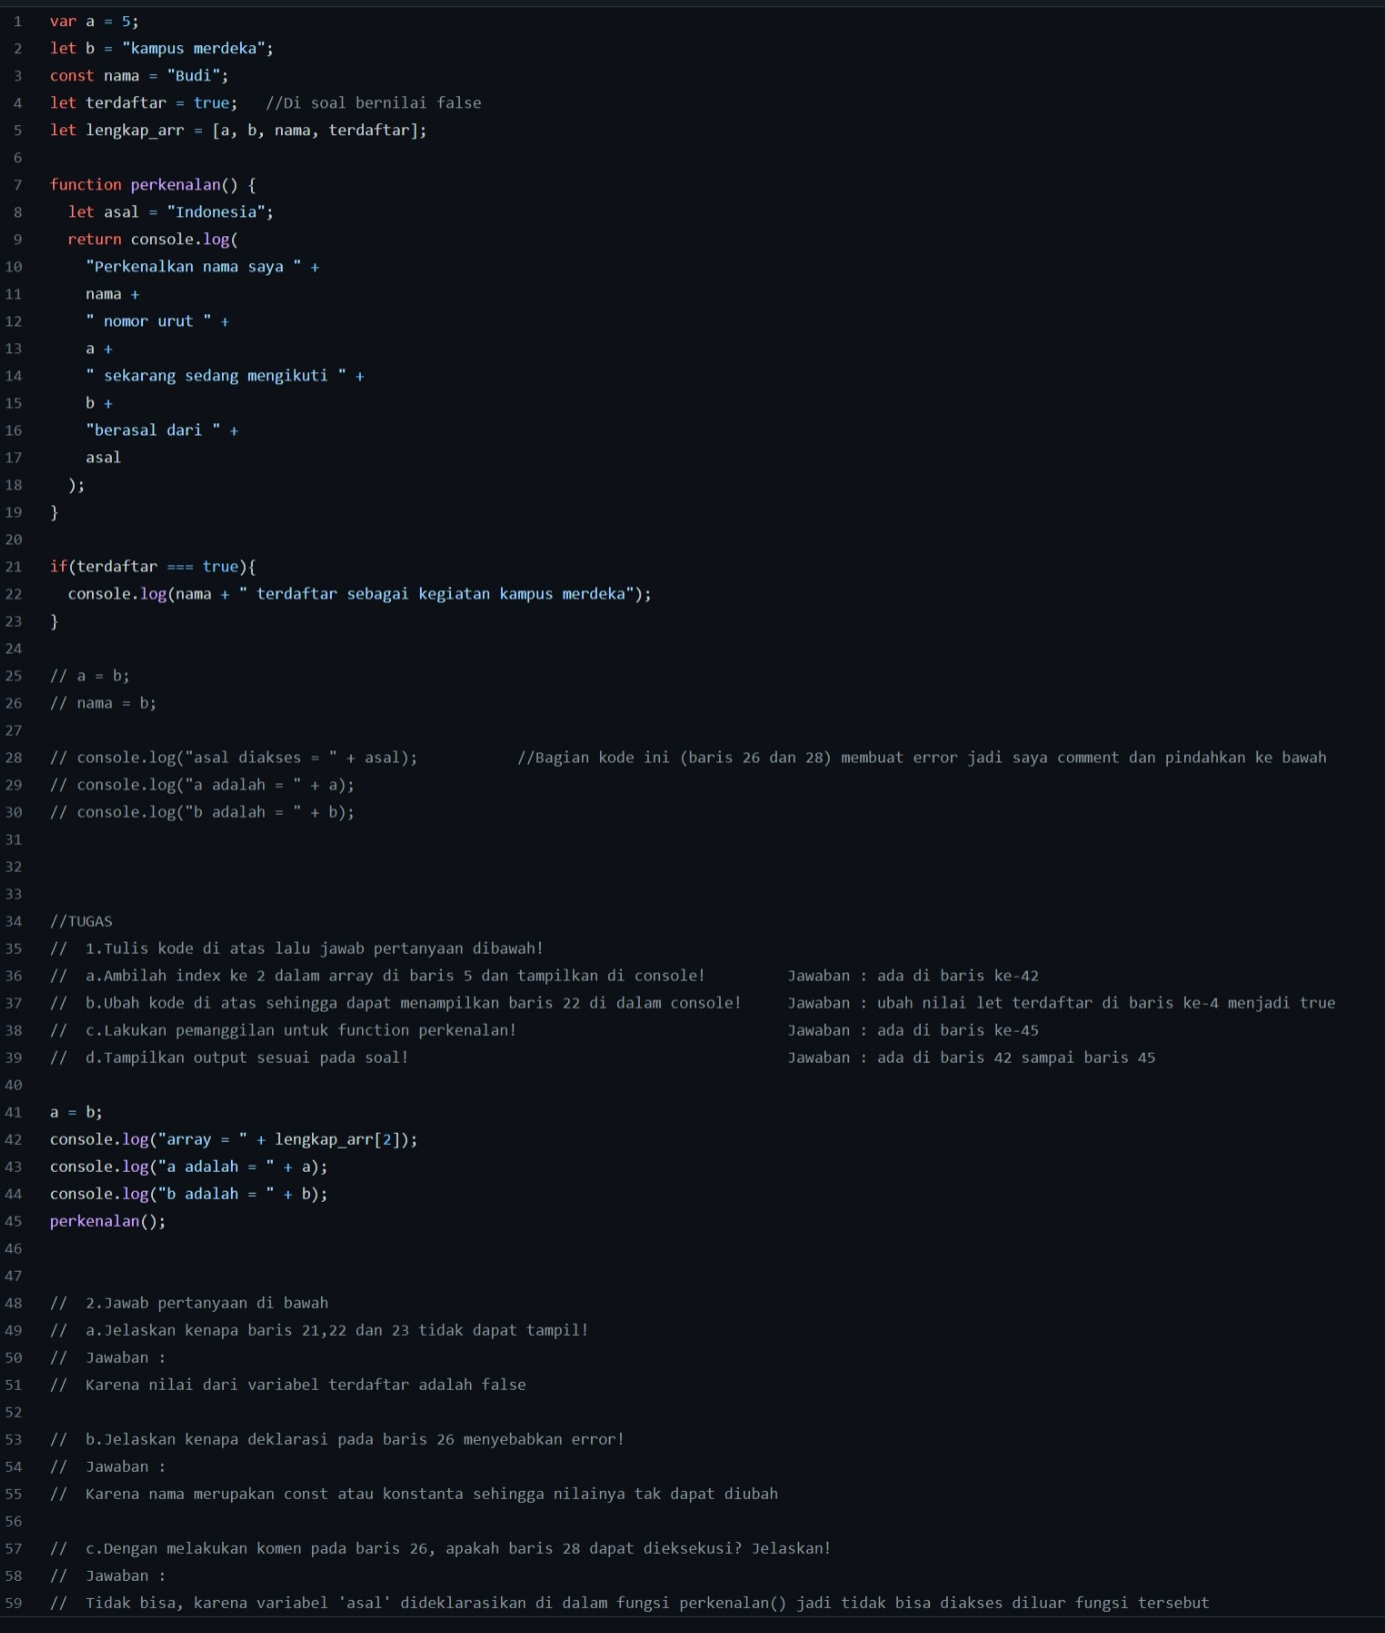 1 var a = 5;
2 let b = "kampus merdeka";
3 const nama = "Budi";
4 let terdaftar = true;   //Di soal bernilai false
5 let lengkap_arr = [a, b, nama, terdaftar];
6
7 function perkenalan() {
8   let asal = "Indonesia";
9   return console.log(
10     "Perkenalkan nama saya " +
11     nama +
12     " nomor urut " +
13     a +
14     " sekarang sedang mengikuti " +
15     b +
16     "berasal dari " +
17     asal
18   );
19 }
20
21 if(terdaftar === true){
22   console.log(nama + " terdaftar sebagai kegiatan kampus merdeka");
23 }
24
25 // a = b;
26 // nama = b;
27
28 // console.log("asal diakses = " + asal);           //Bagian kode ini (baris 26 dan 28) membuat error jadi saya comment dan pindahkan ke bawah
29 // console.log("a adalah = " + a);
30 // console.log("b adalah = " + b);
31
32
33
34 //TUGAS
35 //  1.Tulis kode di atas lalu jawab pertanyaan dibawah!
36 //  a.Ambilah index ke 2 dalam array di baris 5 dan tampilkan di console!         Jawaban : ada di baris ke-42
37 //  b.Ubah kode di atas sehingga dapat menampilkan baris 22 di dalam console!     Jawaban : ubah nilai let terdaftar di baris ke-4 menjadi true
38 //  c.Lakukan pemanggilan untuk function perkenalan!                              Jawaban : ada di baris ke-45
39 //  d.Tampilkan output sesuai pada soal!                                          Jawaban : ada di baris 42 sampai baris 45
40
41 a = b;
42 console.log("array = " + lengkap_arr[2]);
43 console.log("a adalah = " + a);
44 console.log("b adalah = " + b);
45 perkenalan();
46
47
48 //  2.Jawab pertanyaan di bawah
49 //  a.Jelaskan kenapa baris 21,22 dan 23 tidak dapat tampil!
50 //  Jawaban :
51 //  Karena nilai dari variabel terdaftar adalah false
52
53 //  b.Jelaskan kenapa deklarasi pada baris 26 menyebabkan error!
54 //  Jawaban :
55 //  Karena nama merupakan const atau konstanta sehingga nilainya tak dapat diubah
56
57 //  c.Dengan melakukan komen pada baris 26, apakah baris 28 dapat dieksekusi? Jelaskan!
58 //  Jawaban :
59 //  Tidak bisa, karena variabel 'asal' dideklarasikan di dalam fungsi perkenalan() jadi tidak bisa diakses diluar fungsi tersebut